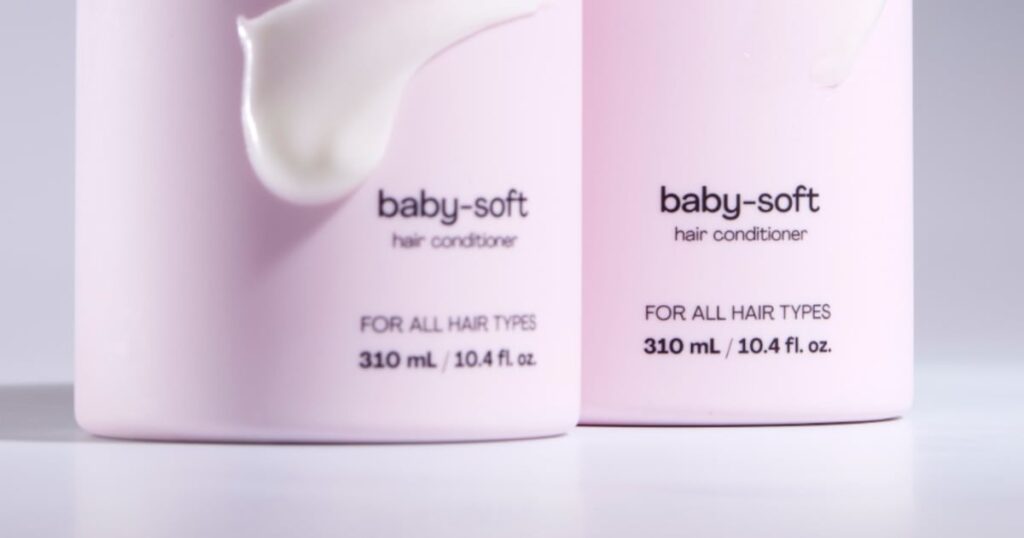 baby-soft
hair conditioner
FOR ALL HAIR TYPES
310 mL / 10.4 fl. oz.
baby-soft
hair conditioner
FOR ALL HAIR TYPES
310 mL / 10.4 fl. oz.